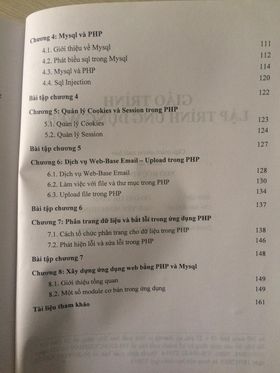 Chương 4: Mysql và PHP
4.1. Giới thiệu về Mysql 111
4.2. Phát biểu sql trong Mysql 112
4.3. Mysql và PHP 114
4.4. Sql Injection 120
Bài tập chương 4 122
Chương 5: Quản lý Cookies và Session trong PHP
5.1. Quản lý Cookies 124
5.2. Quản lý Session 126
Bài tập chương 5 127
Chương 6: Dịch vụ Web-Base Email – Upload trong PHP
6.1. Dịch vụ Web-Base Email 128
6.2. Làm việc với file và thư mục trong PHP 130
6.3. Upload file trong PHP 134
Bài tập chương 6 137
Chương 7: Phân trang dữ liệu và bắt lỗi trong ứng dụng PHP
7.1. Cách tổ chức phân trang cho dữ liệu trong PHP 138
7.2. Phát hiện lỗi và sửa lỗi trong PHP 146
Bài tập chương 7 148
Chương 8: Xây dựng ứng dụng web bằng PHP và Mysql
8.1. Giới thiệu tổng quan 149
8.2. Một số module cơ bản trong ứng dụng 149
Tài liệu tham khảo 161